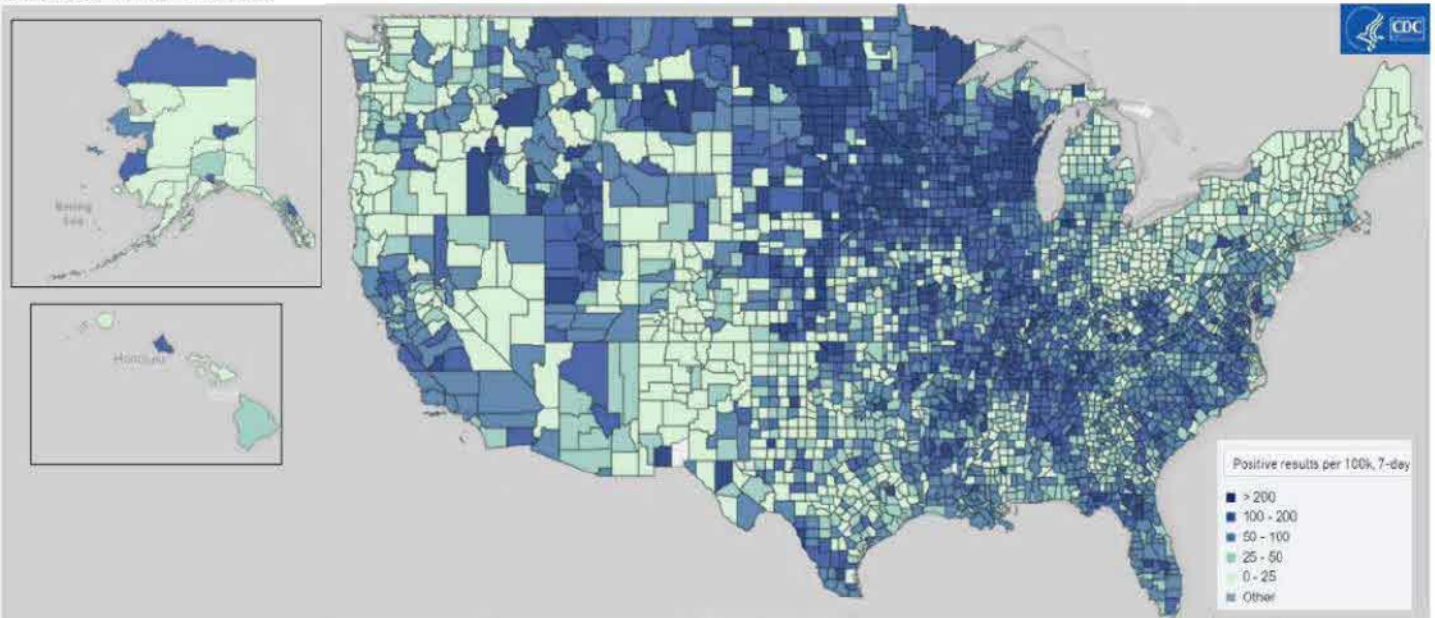 CDC
Bering
Sea
Honolulu
Positive results per 100k, 7-day
> 200
100 - 200
50 - 100
25 - 50
0 - 25
Other